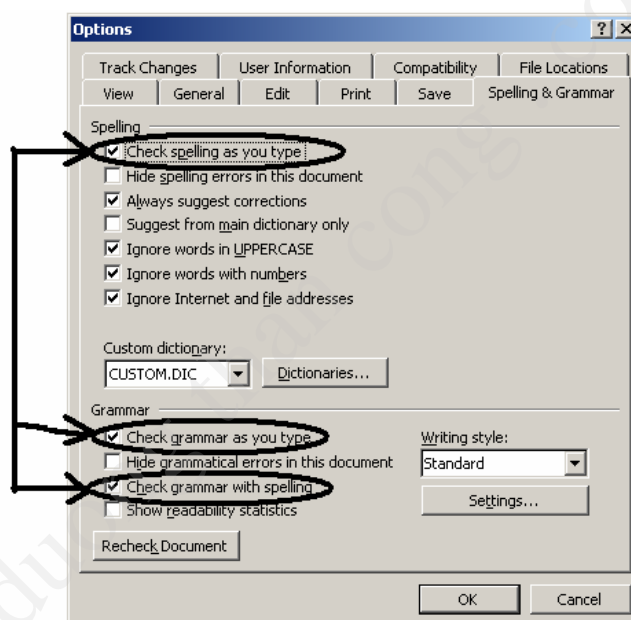 Options
Track Changes User Information Compatibility File Locations
View General Edit Print Save Spelling & Grammar
Spelling
Check spelling as you type
Hide spelling errors in this document
Always suggest corrections
Suggest from main dictionary only
Ignore words in UPPERCASE
Ignore words with numbers
Ignore Internet and file addresses
Custom dictionary:
CUSTOM.DIC Dictionaries...
Grammar
Check grammar as you type Writing style:
Hide grammatical errors in this document Standard
Check grammar with spelling Settings...
Show readability statistics
Recheck Document
OK Cancel